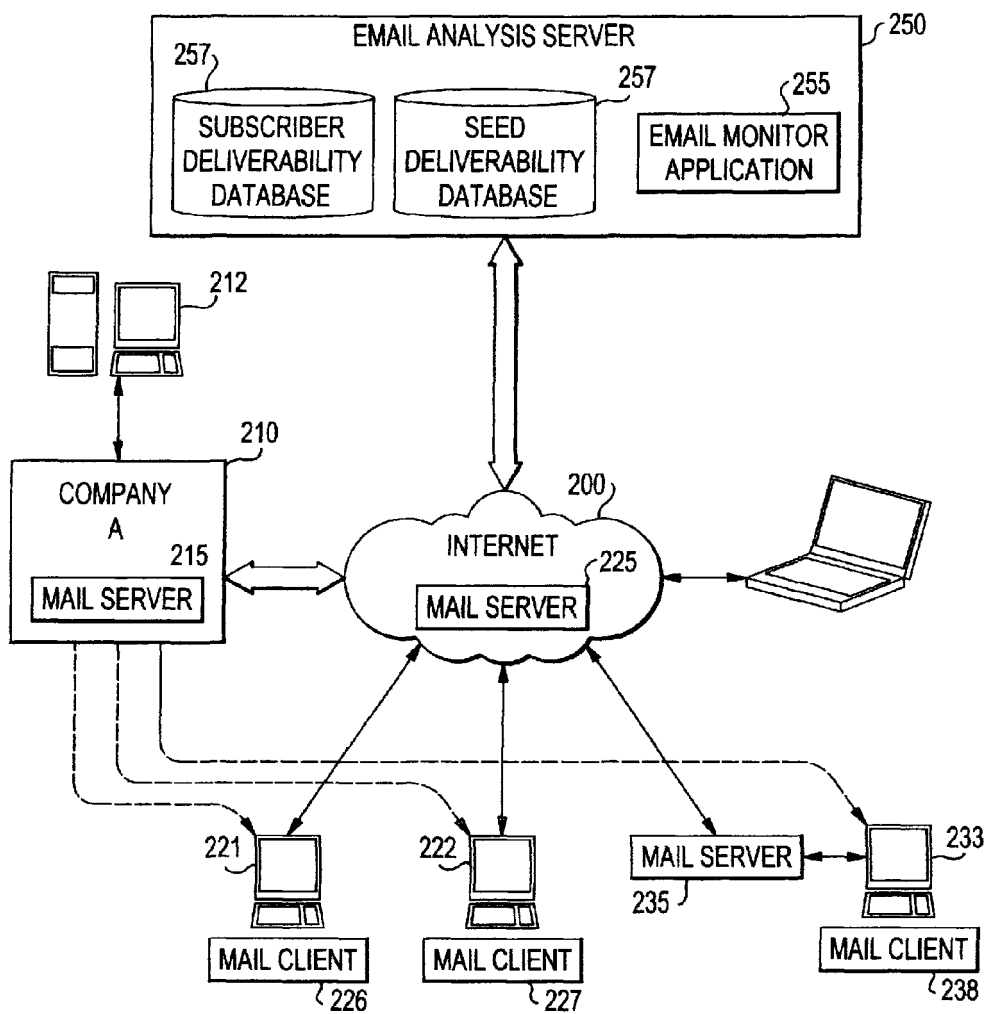 EMAIL ANALYSIS SERVER
250
257
257
255
SUBSCRIBER
DELIVERABILITY
DATABASE
SEED
DELIVERABILITY
DATABASE
EMAIL MONITOR
APPLICATION
212
210
COMPANY
A
215
MAIL SERVER
200
INTERNET
225
MAIL SERVER
221
222
233
MAIL SERVER
235
MAIL CLIENT
226
MAIL CLIENT
227
MAIL CLIENT
238